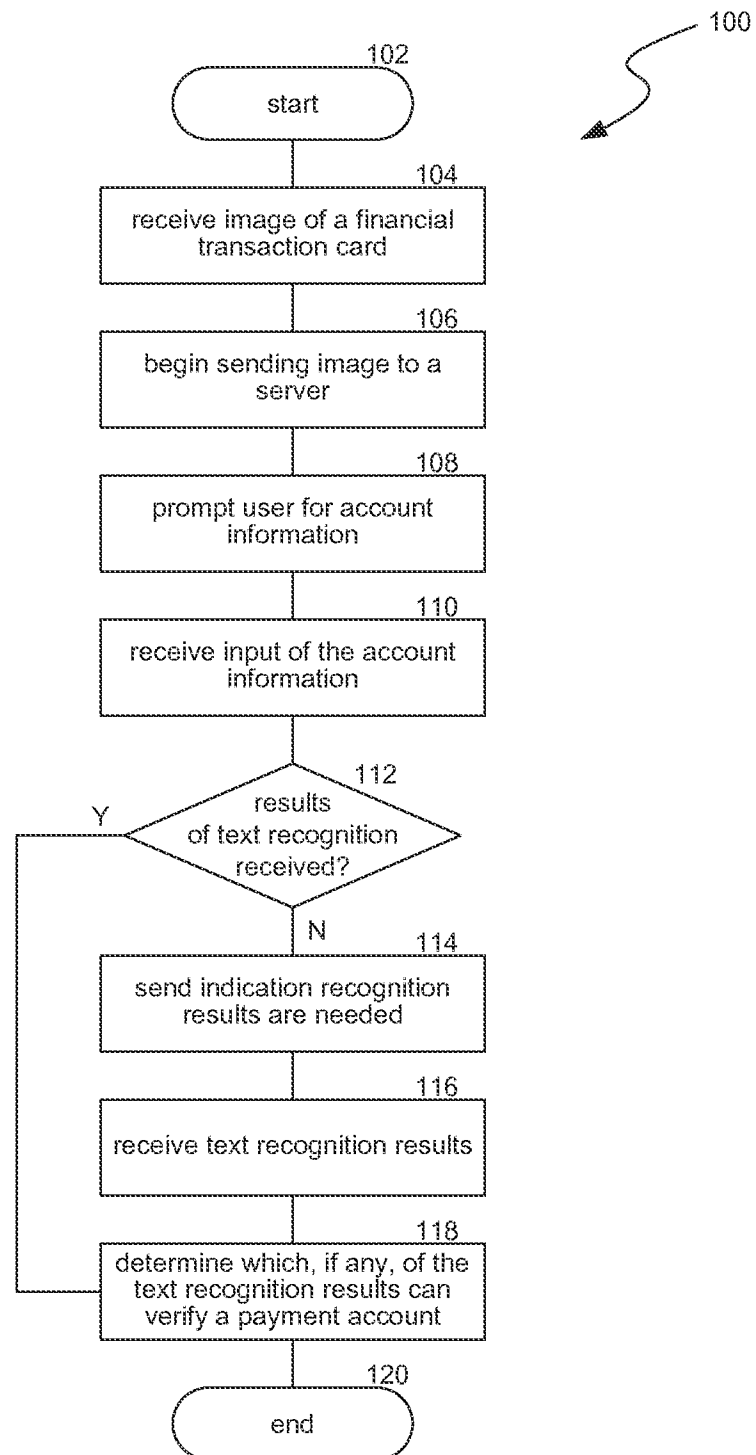 100
102
start
104
receive image of a financial
transaction card
106
begin sending image to a
server
108
prompt user for account
information
110
receive input of the account
information
112
results
of text recognition
received?
Y
N
114
send indication recognition
results are needed
116
receive text recognition results
118
determine which, if any, of the
text recognition results can
verify a payment account
120
end